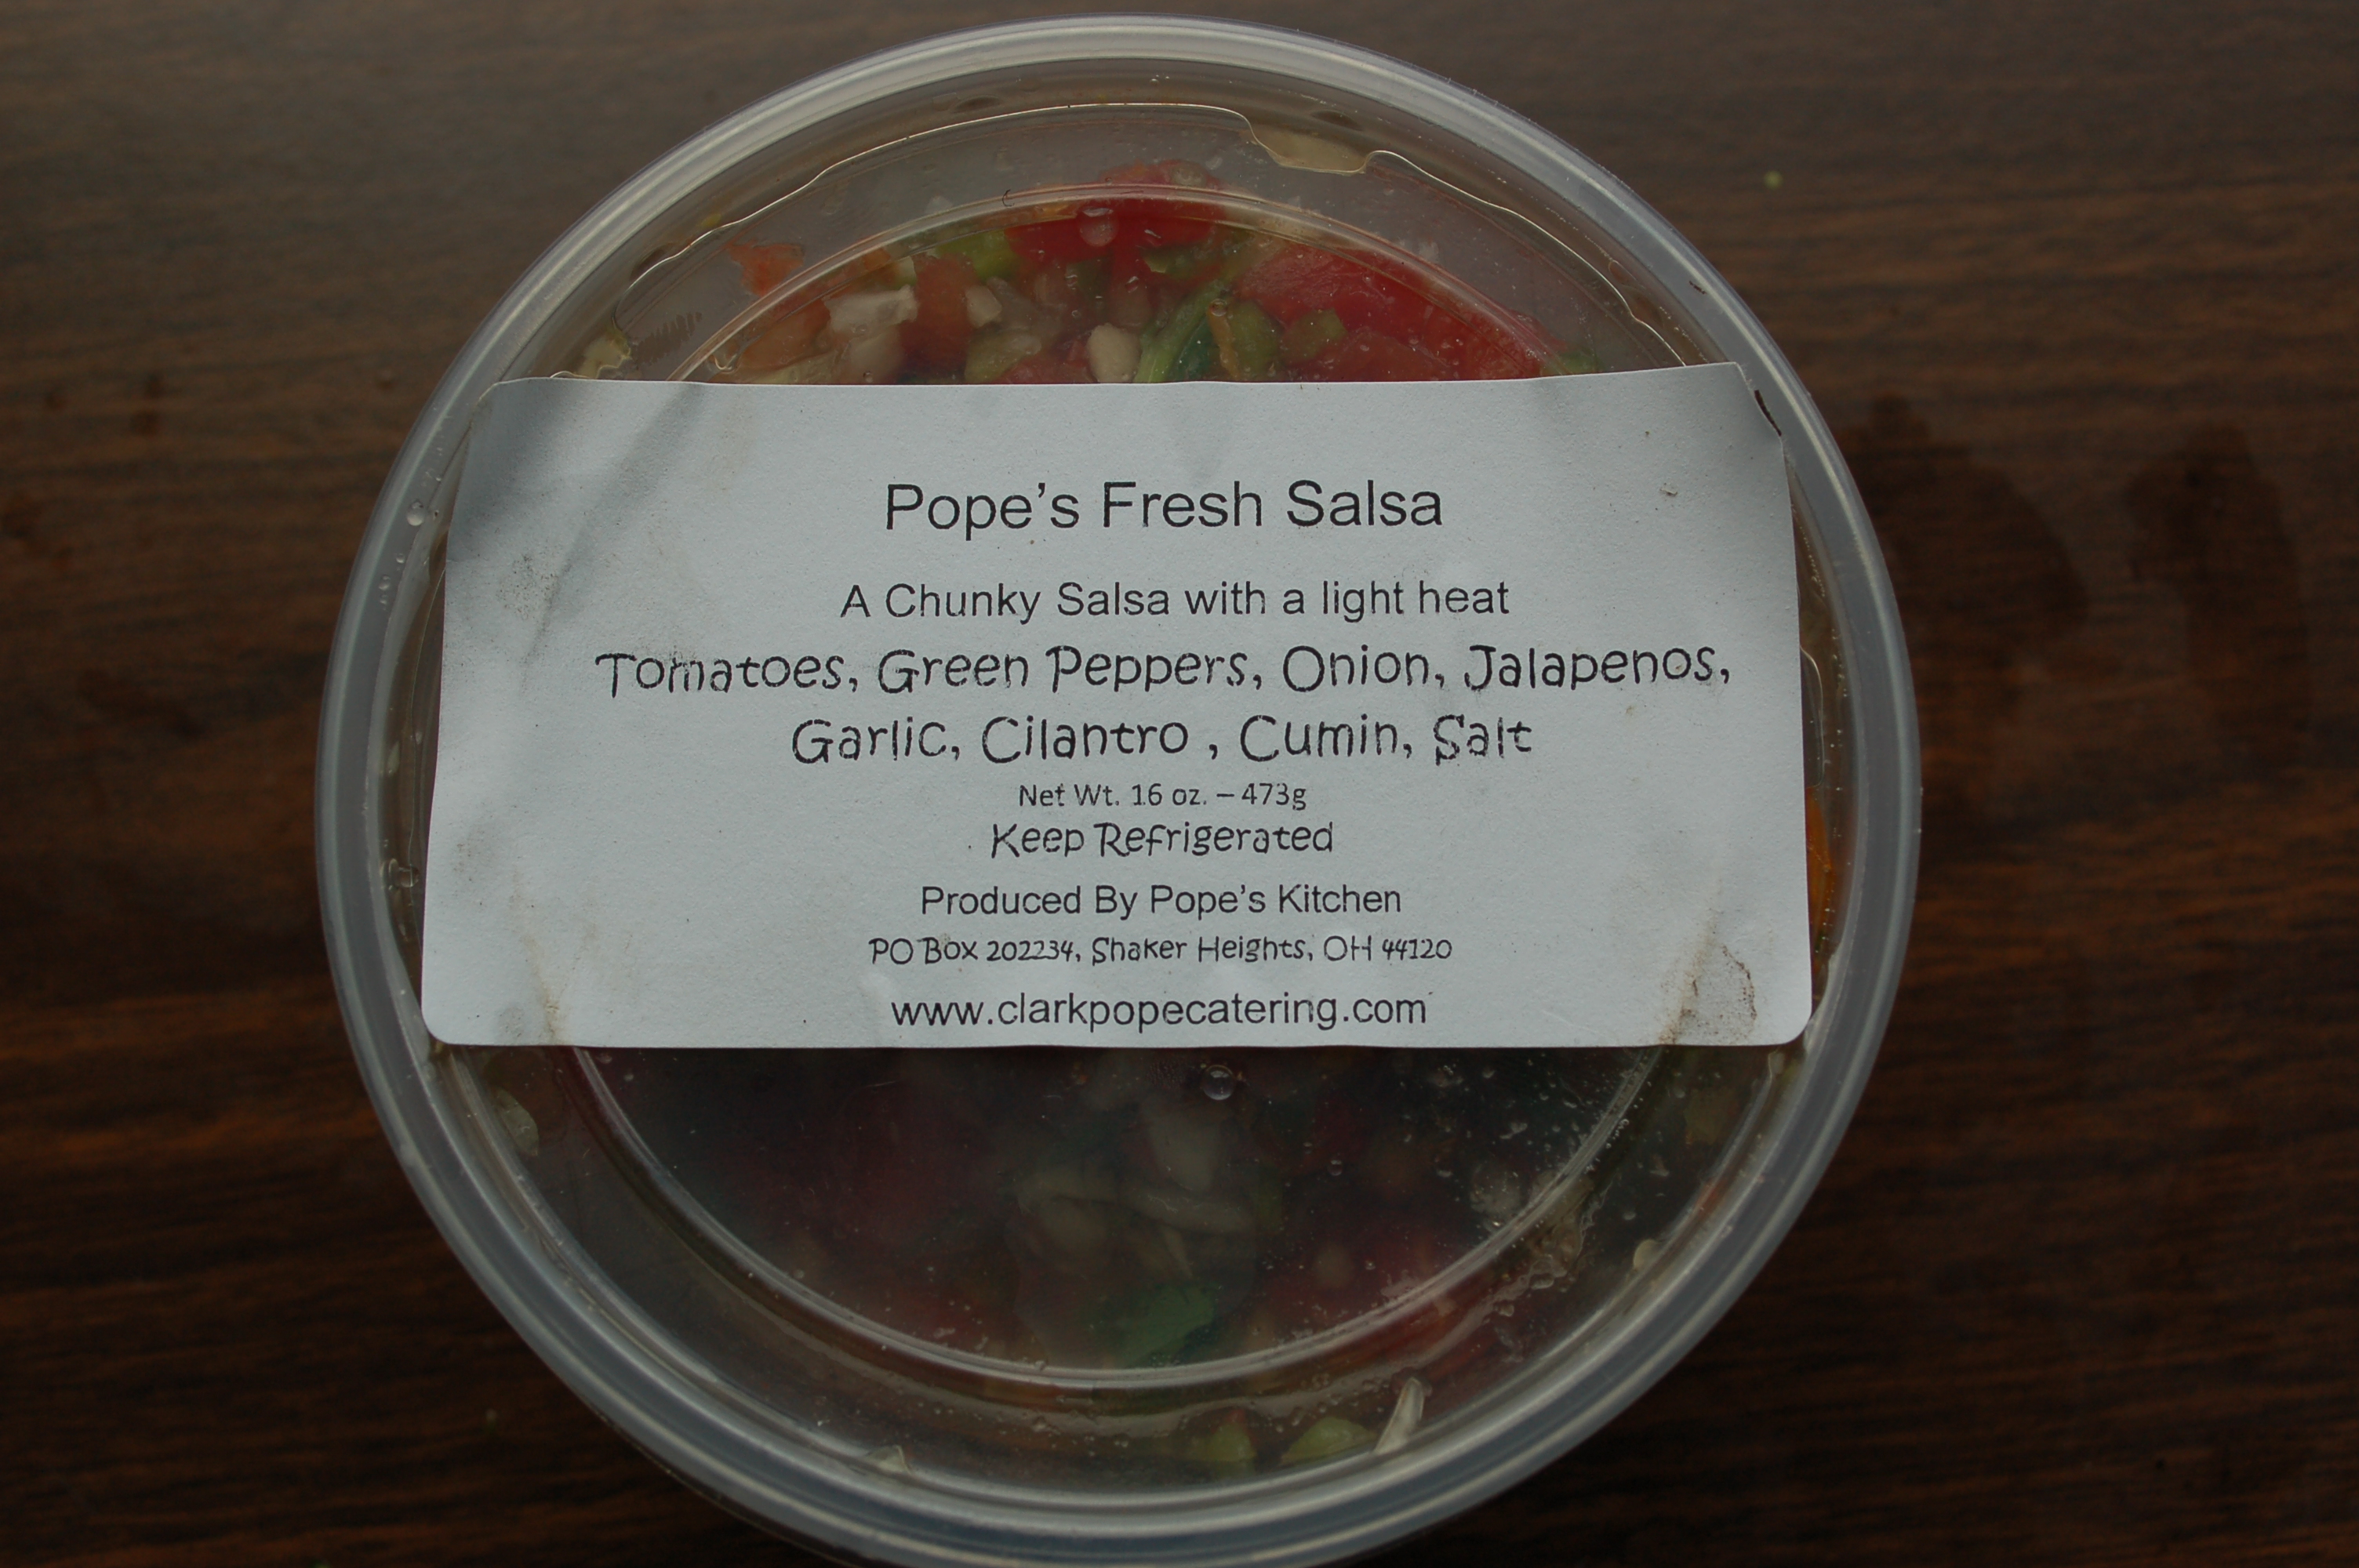 Pope's Fresh Salsa
A Chunky Salsa with a light heat
Tomatoes, Green Peppers, Onion, Jalapenos,
Garlic, Cilantro , Cumin, Salt
Net Wt. 16 oz. – 473g
Keep Refrigerated
Produced By Pope's Kitchen
PO Box 202234, Shaker Heights, OH 44120
www.clarkpopecatering.com